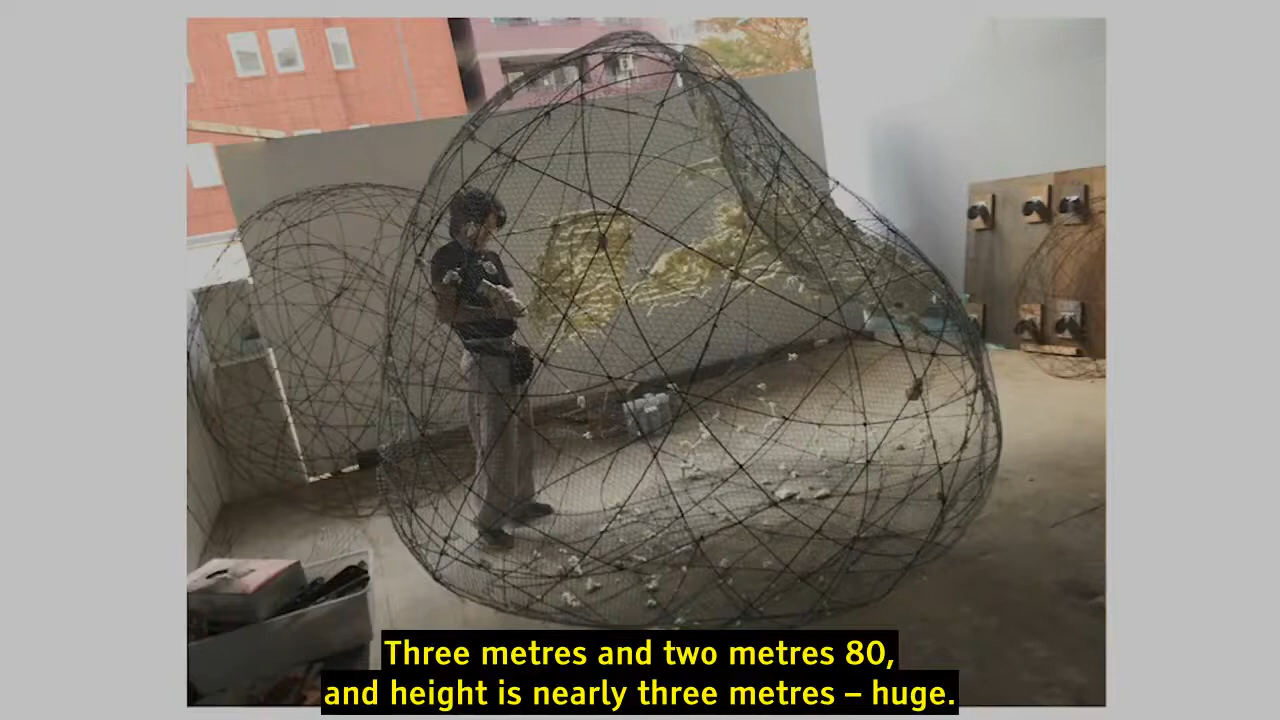 Three metres and two metres 80,
and height is nearly three metres – huge.